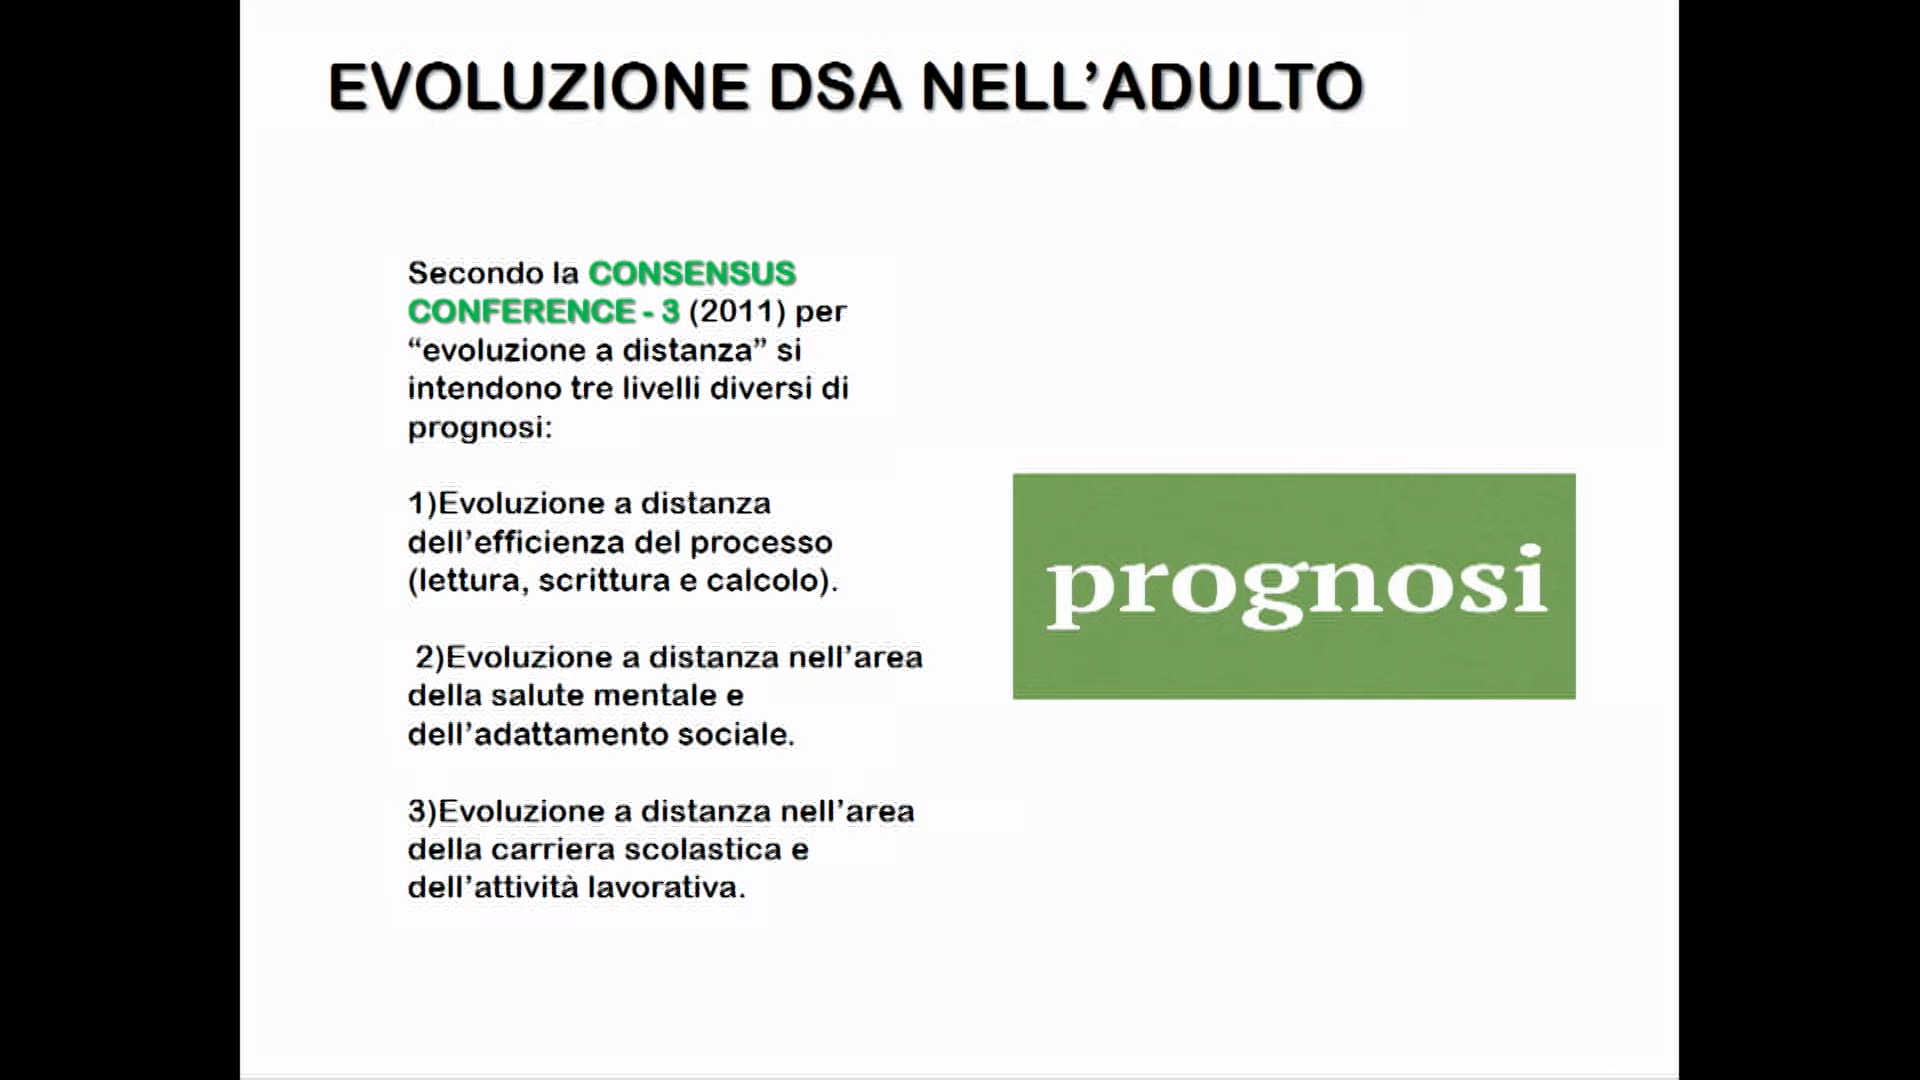 EVOLUZIONE DSA NELL’ADULTO
Secondo la CONSENSUS
CONFERENCE - 3 (2011) per
“evoluzione a distanza” si
intendono tre livelli diversi di
prognosi:
1)Evoluzione a distanza
dell’efficienza del processo
(lettura, scrittura e calcolo).
2)Evoluzione a distanza nell’area
della salute mentale e
dell’adattamento sociale.
3)Evoluzione a distanza nell’area
della carriera scolastica e
dell’attività lavorativa.
prognosi